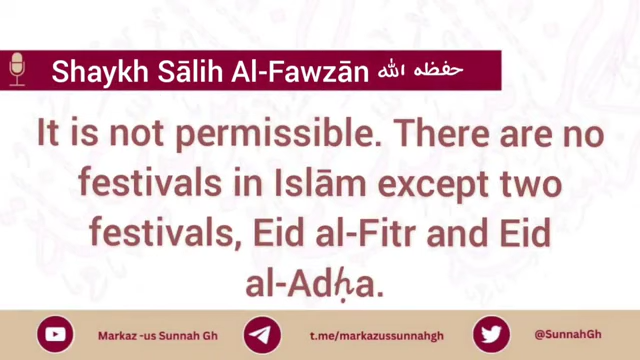 Shaykh Sālih Al-Fawzān حفظه الله
It is not permissible. There are no
festivals in Islām except two
festivals, Eid al-Fitr and Eid
al-Adḥa.
Markaz -us Sunnah Gh
t.me/markazussunnahgh
@SunnahGh